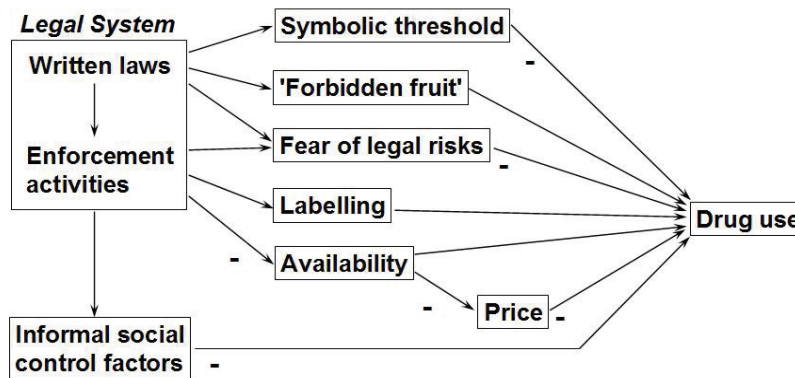 Legal System
Written laws
Enforcement
activities
Symbolic threshold
-
'Forbidden fruit'
Fear of legal risks
-
Labelling
-
Availability
-
Price
-
Drug use
Informal social
control factors
-